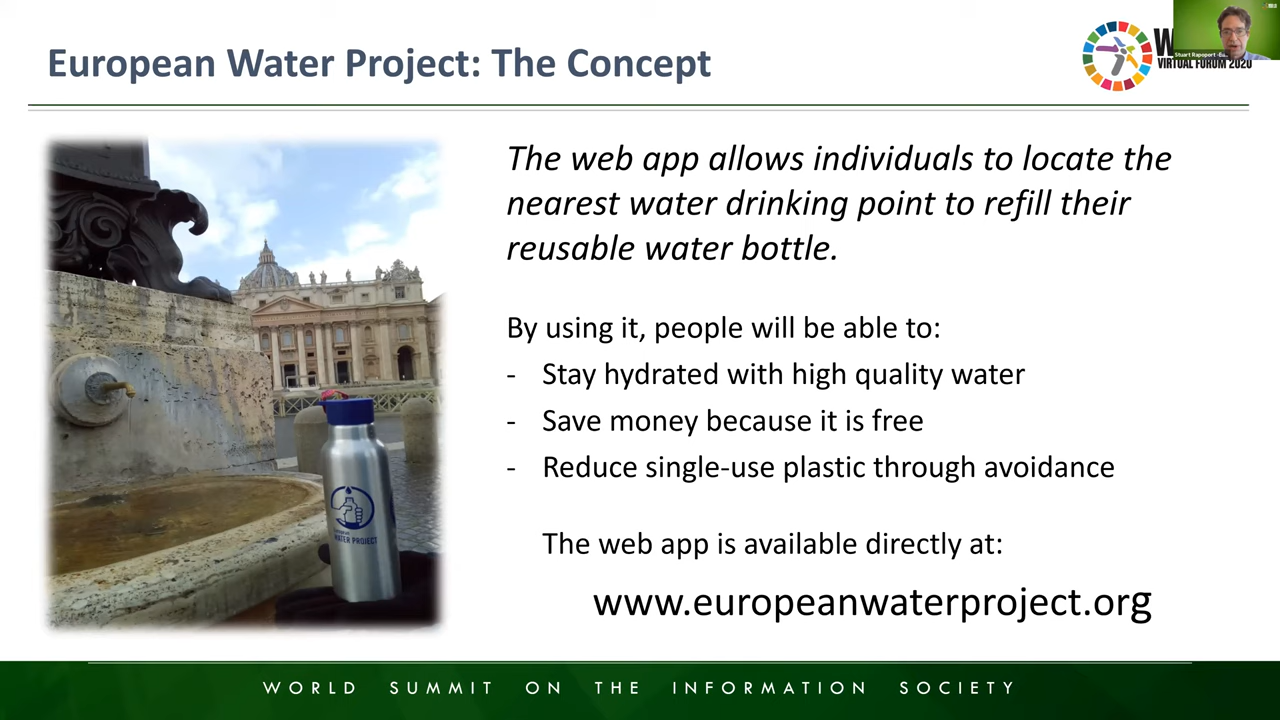 European Water Project: The Concept
Stuart Rapoport
VIRTUAL FORUM 2020
The web app allows individuals to locate the
nearest water drinking point to refill their
reusable water bottle.
By using it, people will be able to:
- Stay hydrated with high quality water
- Save money because it is free
- Reduce single-use plastic through avoidance
WATER PROJECT
The web app is available directly at:
www.europeanwaterproject.org
WORLD SUMMIT ON THE INFORMATION SOCIETY